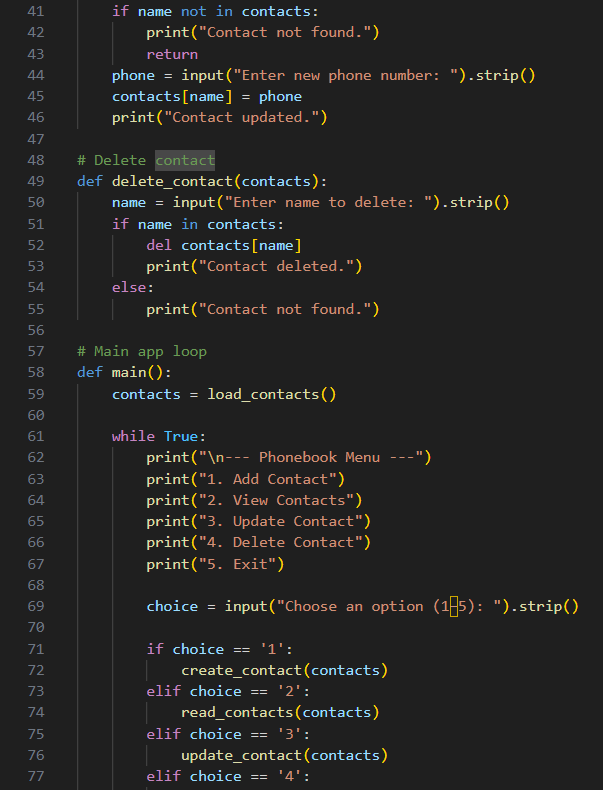 41         if name not in contacts:
42             print("Contact not found.")
43             return
44         phone = input("Enter new phone number: ").strip()
45         contacts[name] = phone
46         print("Contact updated.")
47
48     # Delete contact
49     def delete_contact(contacts):
50         name = input("Enter name to delete: ").strip()
51         if name in contacts:
52             del contacts[name]
53             print("Contact deleted.")
54         else:
55             print("Contact not found.")
56
57     # Main app loop
58     def main():
59         contacts = load_contacts()
60
61         while True:
62             print("\n--- Phonebook Menu ---")
63             print("1. Add Contact")
64             print("2. View Contacts")
65             print("3. Update Contact")
66             print("4. Delete Contact")
67             print("5. Exit")
68
69             choice = input("Choose an option (1–5): ").strip()
70
71             if choice == '1':
72                 create_contact(contacts)
73             elif choice == '2':
74                 read_contacts(contacts)
75             elif choice == '3':
76                 update_contact(contacts)
77             elif choice == '4':